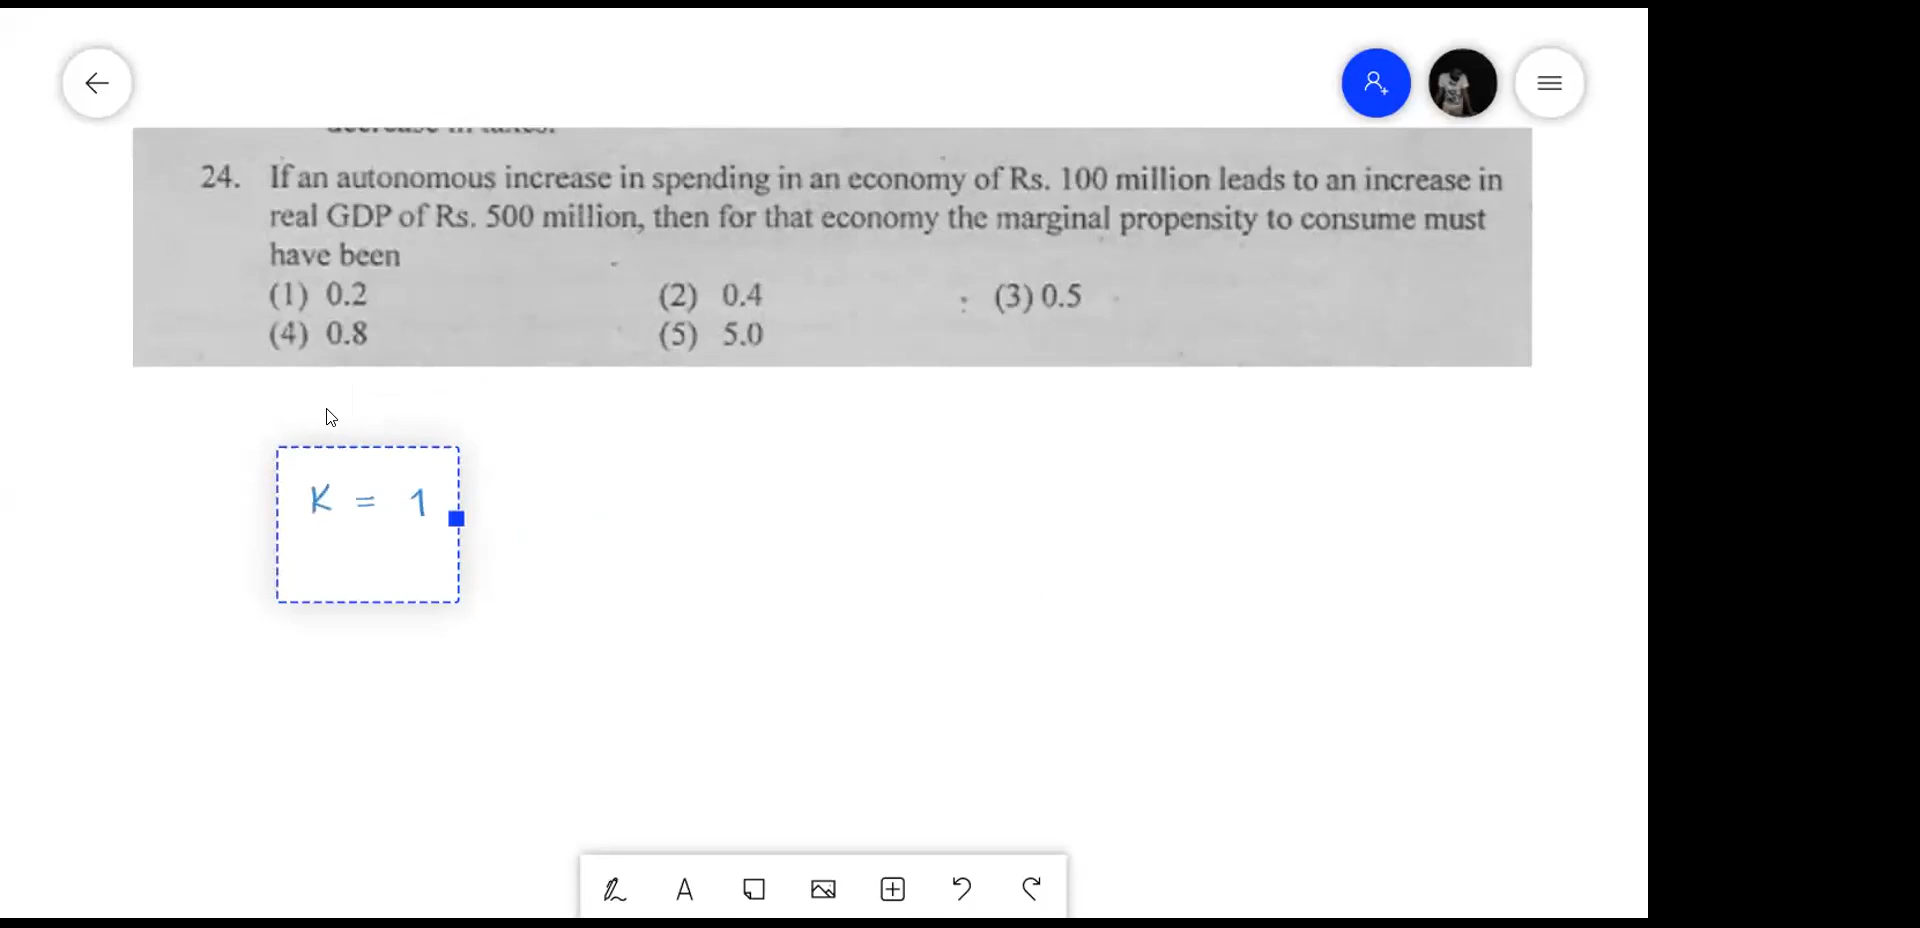 24. If an autonomous increase in spending in an economy of Rs. 100 million leads to an increase in
real GDP of Rs. 500 million, then for that economy the marginal propensity to consume must
have been
(1) 0.2 (2) 0.4 (3) 0.5
(4) 0.8 (5) 5.0
K = 1
A